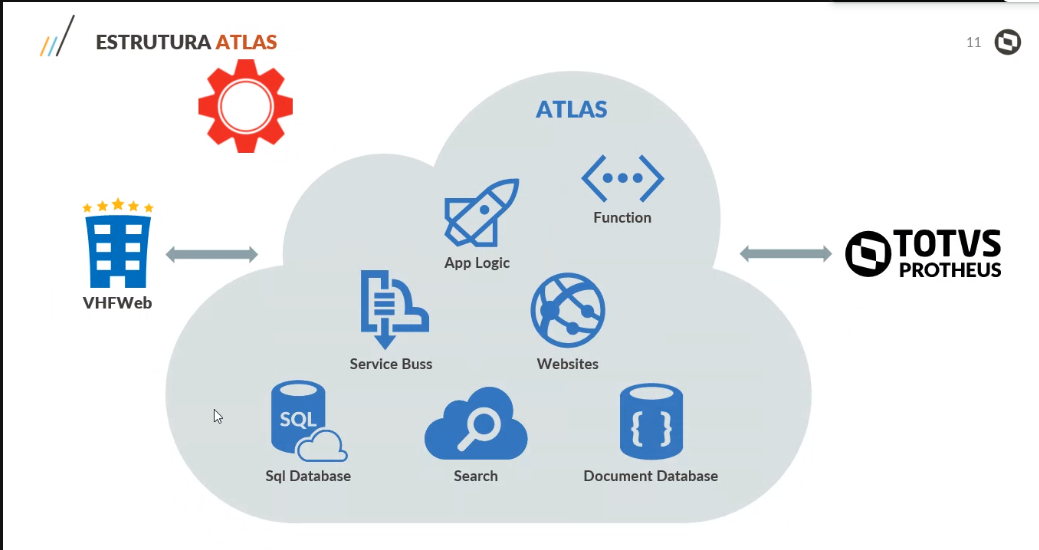 ESTRUTURA ATLAS
11
ATLAS
Function
App Logic
VHFWeb
TOTVS
PROTHEUS
Service Buss
Websites
SQL
{ }
Sql Database
Search
Document Database